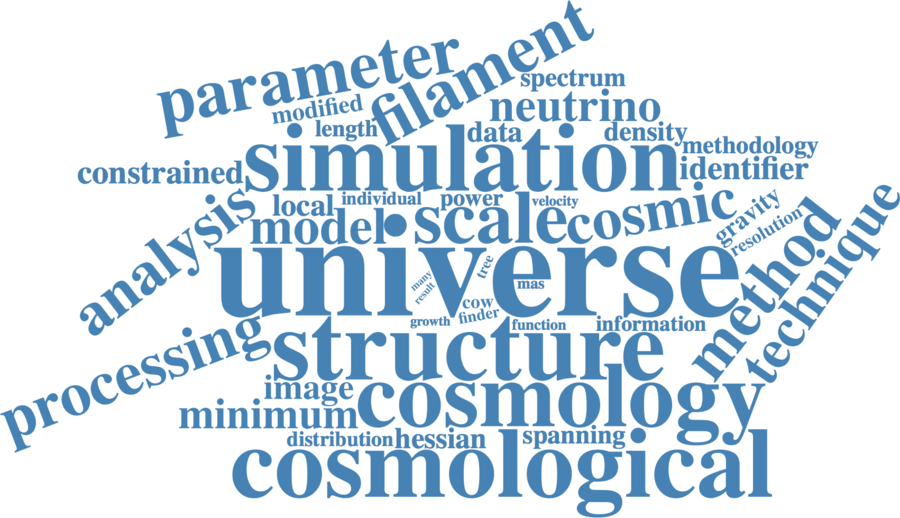 parameter
filament
spectrum
modified
neutrino
length
data
density
methodology
constrained
simulation
identifier
analysis
local
individual
power
velocity
model
scale
cosmic
gravity
resolution
universe
many
result
tree
mas
cow
finder
growth
function
information
method
technique
processing
structure
image
minimum
cosmology
distribution
hessian
spanning
cosmological